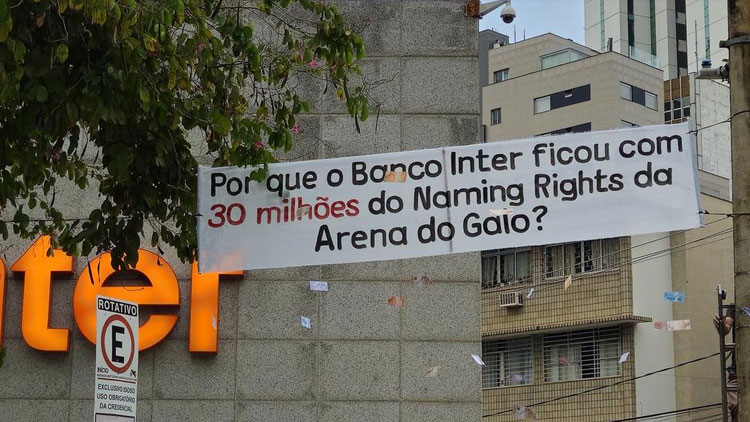 Por que o Banco Inter ficou com
30 milhões do Naming Rights da
Arena do Galo?
nter
ROTATIVO
E
INÍCIO
EXCLUSIVO
USO OBRIGATÓRIO
DA CREDENCIAL